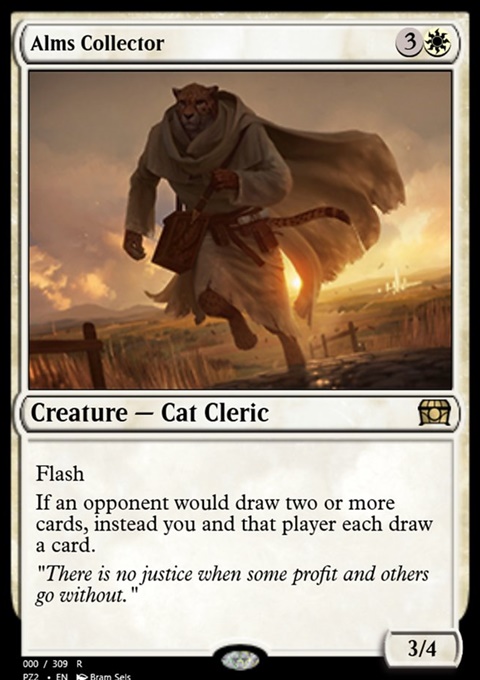 Alms Collector
3
Creature — Cat Cleric
Flash
If an opponent would draw two or more
cards, instead you and that player each draw
a card.
"There is no justice when some profit and others
go without."
3/4
000 / 309 R
PZ2 • EN Bram Sels